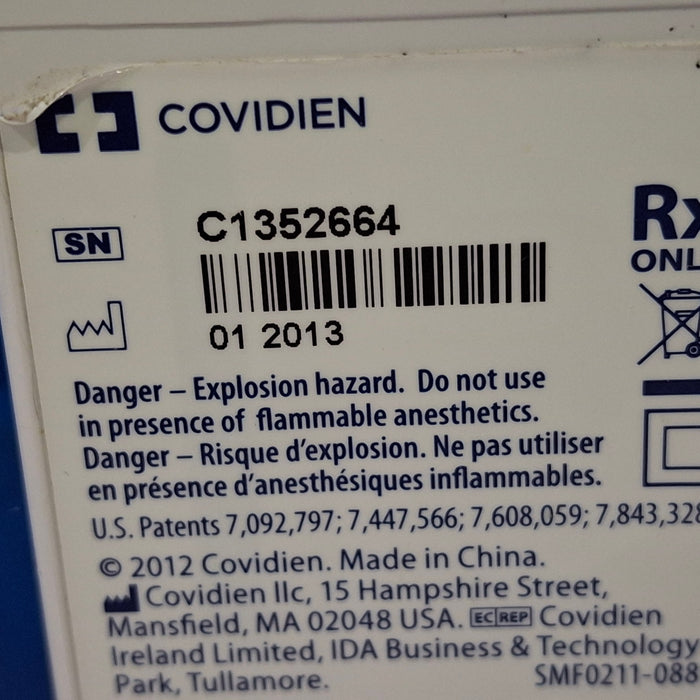 COVIDIEN
SN C1352664
01 2013
Rx
ONL
Danger – Explosion hazard. Do not use
in presence of flammable anesthetics.
Danger – Risque d'explosion. Ne pas utiliser
en présence d'anesthésiques inflammables.
U.S. Patents 7,092,797; 7,447,566; 7,608,059; 7,843,328
© 2012 Covidien. Made in China.
Covidien llc, 15 Hampshire Street,
Mansfield, MA 02048 USA. EC REP Covidien
Ireland Limited, IDA Business & Technology
Park, Tullamore. SMF0211-088